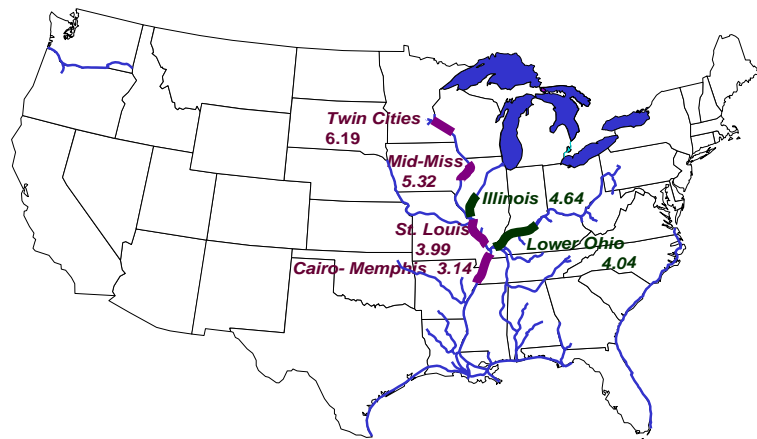 Twin Cities
6.19
Mid-Miss
5.32
Illinois 4.64
St. Louis
3.99
Lower Ohio
4.04
Cairo- Memphis 3.14